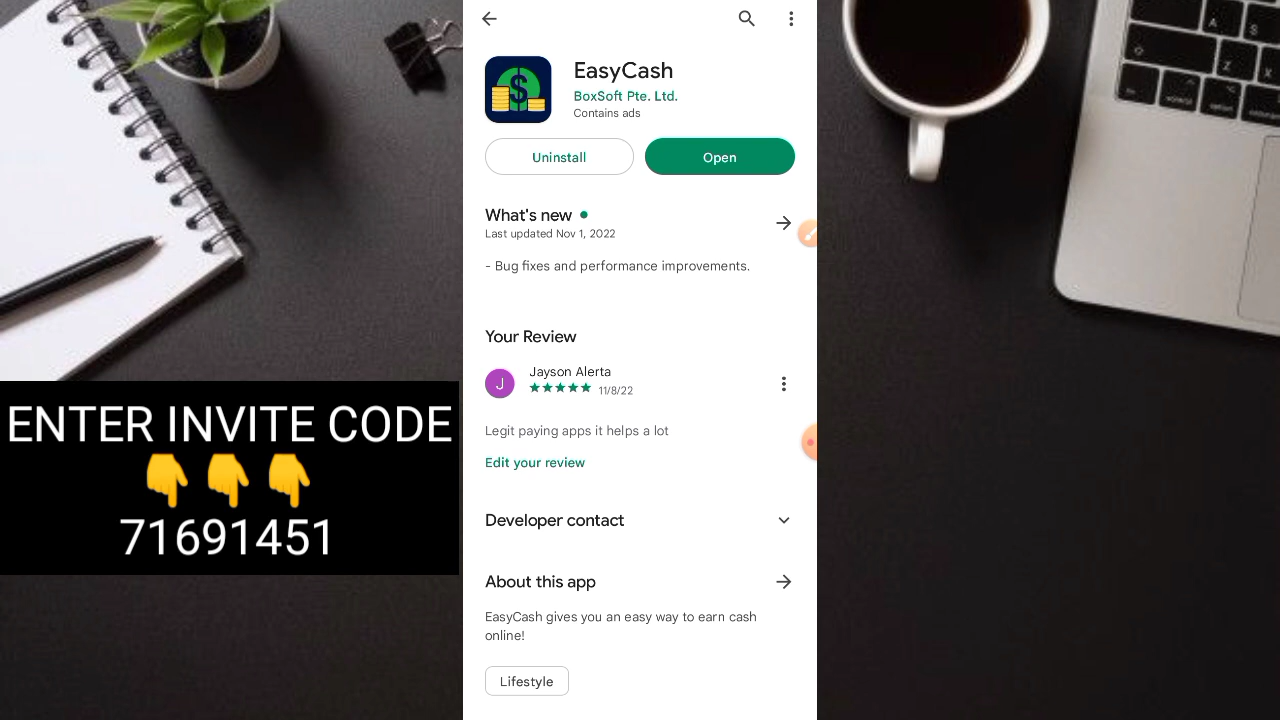 EasyCash
BoxSoft Pte. Ltd.
Contains ads
Uninstall
Open
What's new
Last updated Nov 1, 2022
- Bug fixes and performance improvements.
Your Review
J
Jayson Alerta
11/8/22
Legit paying apps it helps a lot
Edit your review
Developer contact
About this app
EasyCash gives you an easy way to earn cash
online!
Lifestyle
ENTER INVITE CODE
👇👇👇
71691451
A
S
Z
X
option